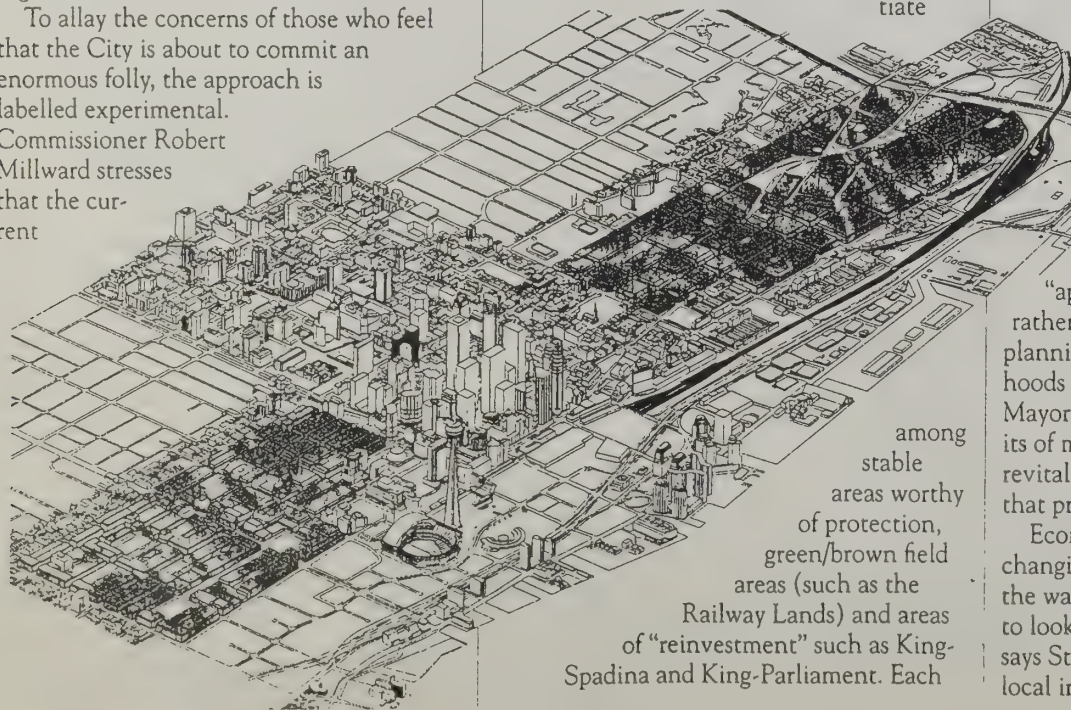 To allay the concerns of those who feel
that the City is about to commit an
enormous folly, the approach is
labelled experimental.
Commissioner Robert
Millward stresses
that the cur-
rent
tiate
among
stable
areas worthy
of protection,
green/brown field
areas (such as the
Railway Lands) and areas
of "reinvestment" such as King-
Spadina and King-Parliament. Each
"ap
rather
planni
hoods
Mayor
its of n
revital
that pr
Econ
changi
the wa
to look
says St
local in